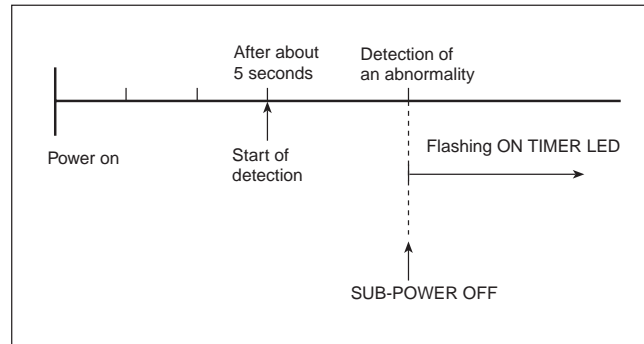 After about
5 seconds
Detection of
an abnormality
Power on
Start of
detection
Flashing ON TIMER LED
SUB-POWER OFF